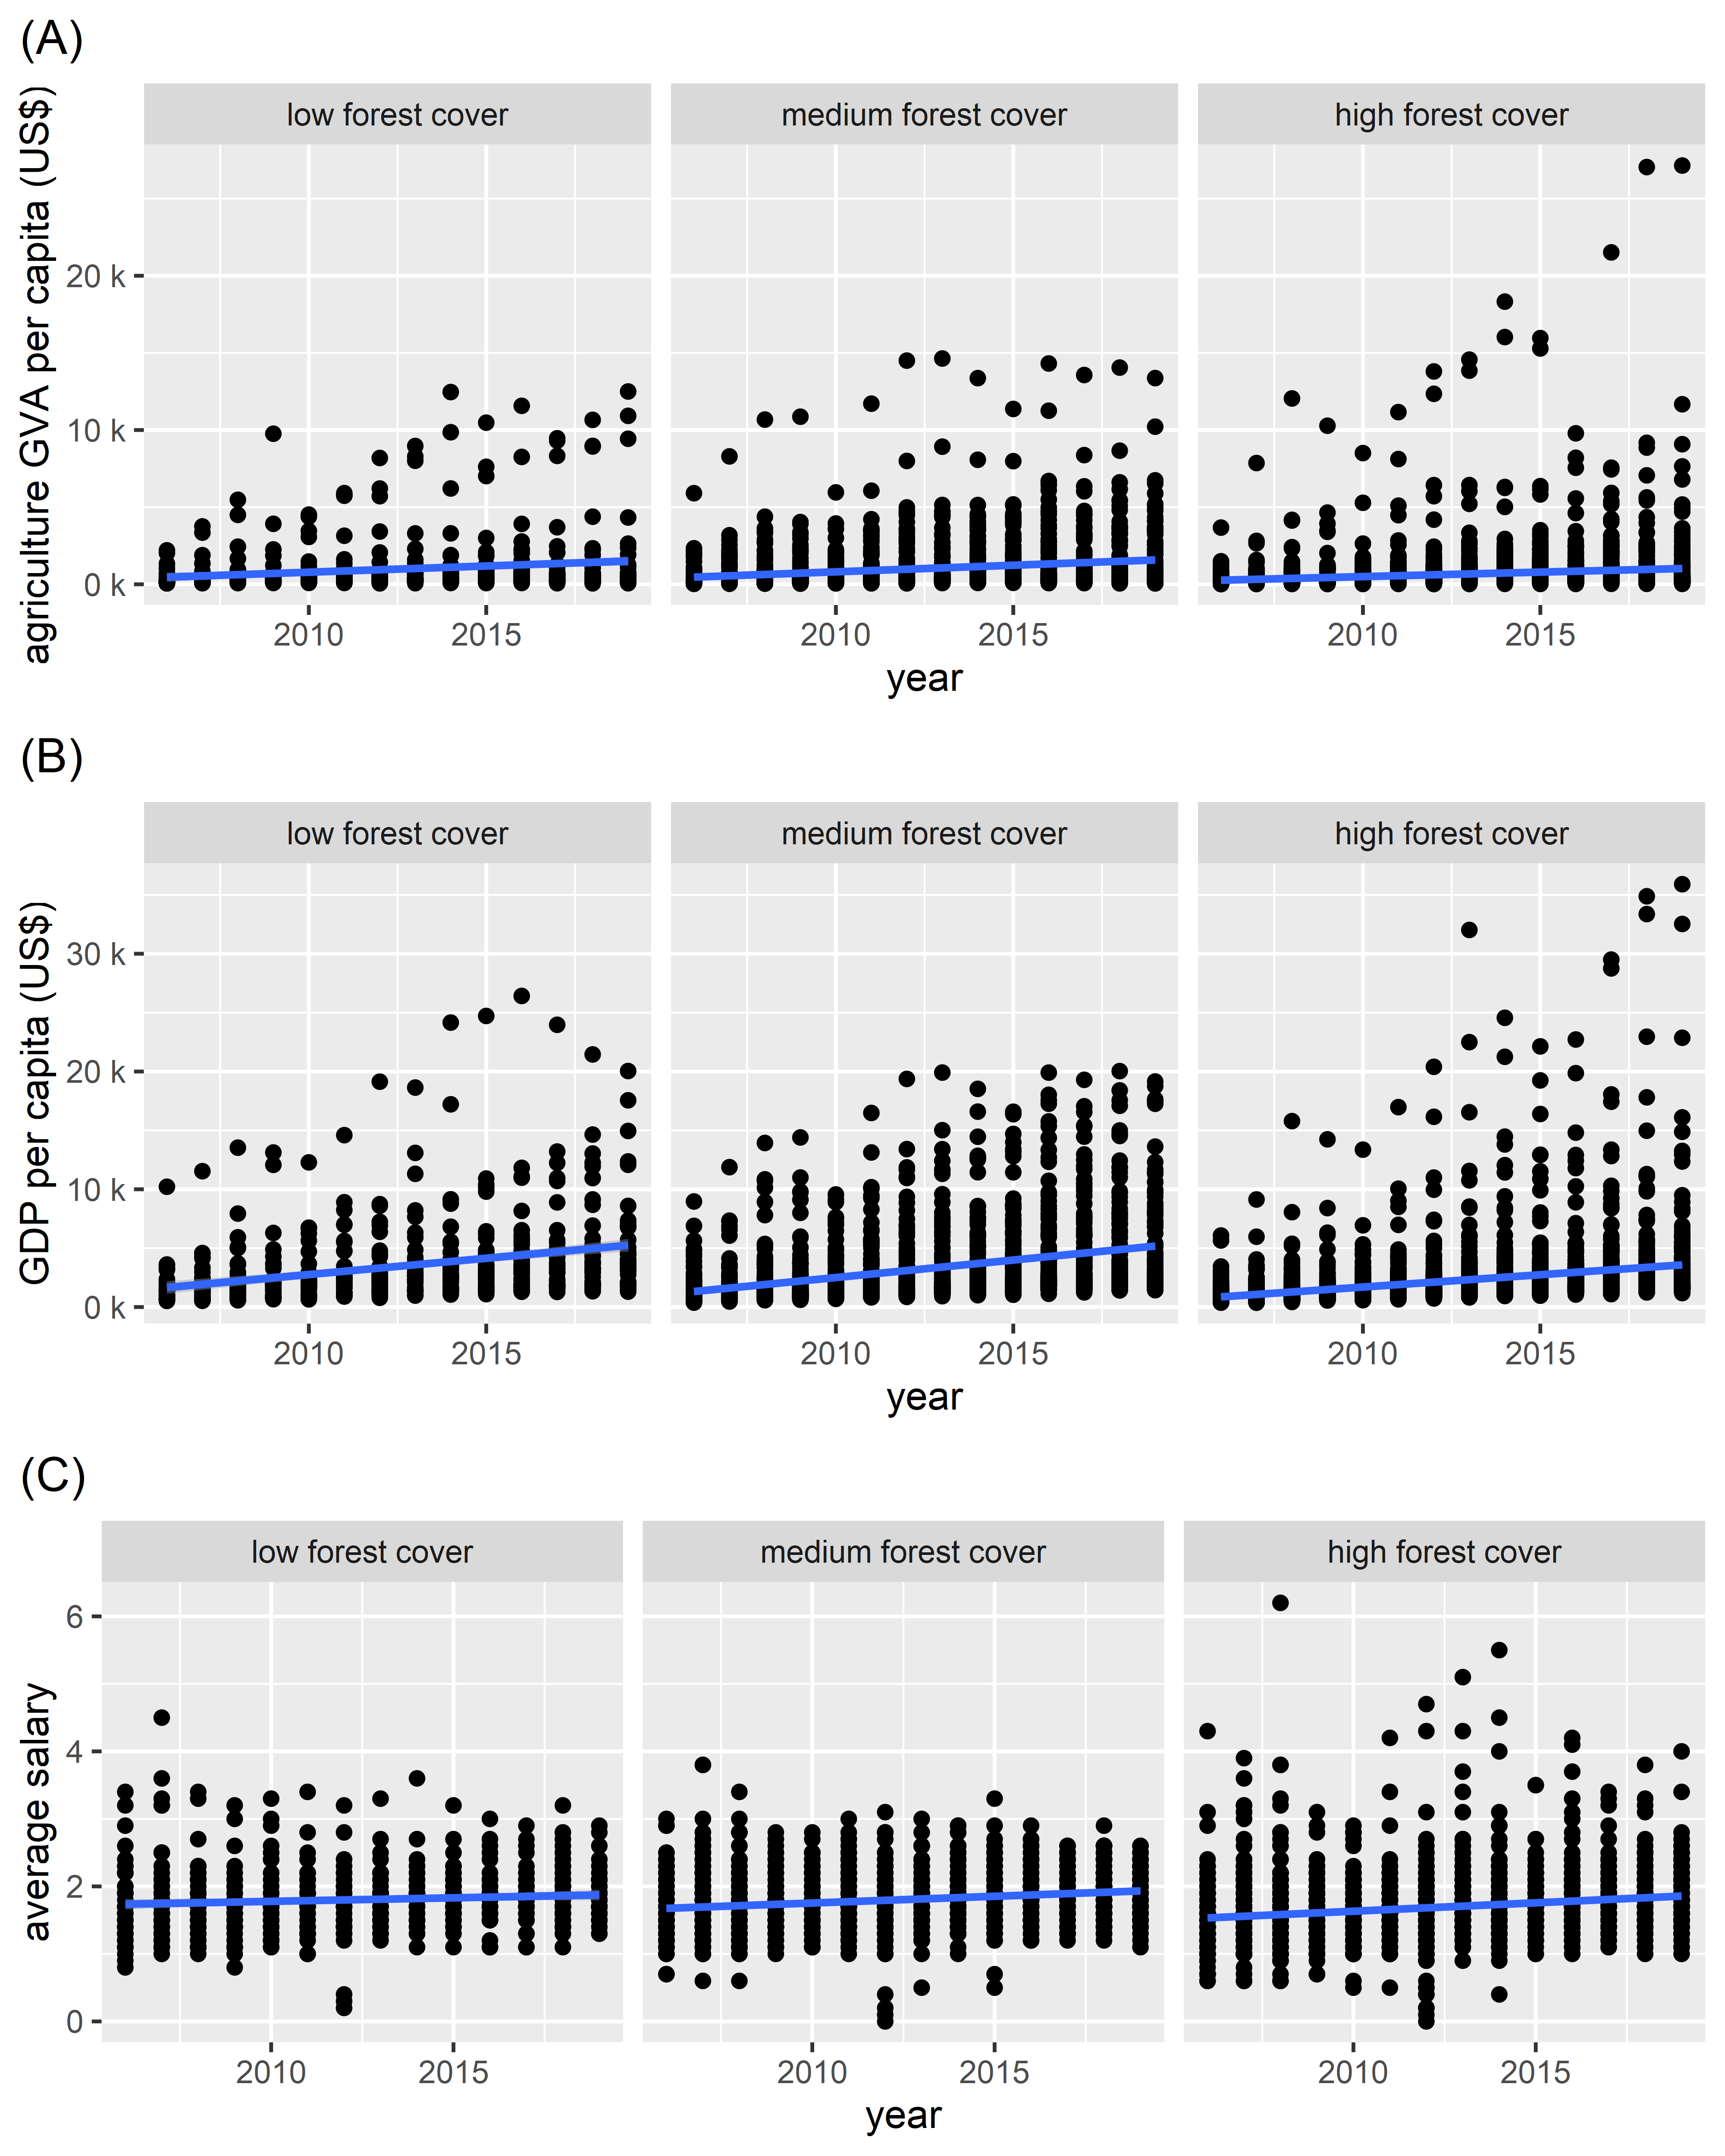 (A)
agriculture GVA per capita (US$)
low forest cover
medium forest cover
high forest cover
20 k
10 k
0 k
2010 2015
2010 2015
2010 2015
year
(B)
GDP per capita (US$)
low forest cover
medium forest cover
high forest cover
30 k
20 k
10 k
0 k
2010 2015
2010 2015
2010 2015
year
(C)
average salary
low forest cover
medium forest cover
high forest cover
6
4
2
0
2010 2015
2010 2015
2010 2015
year